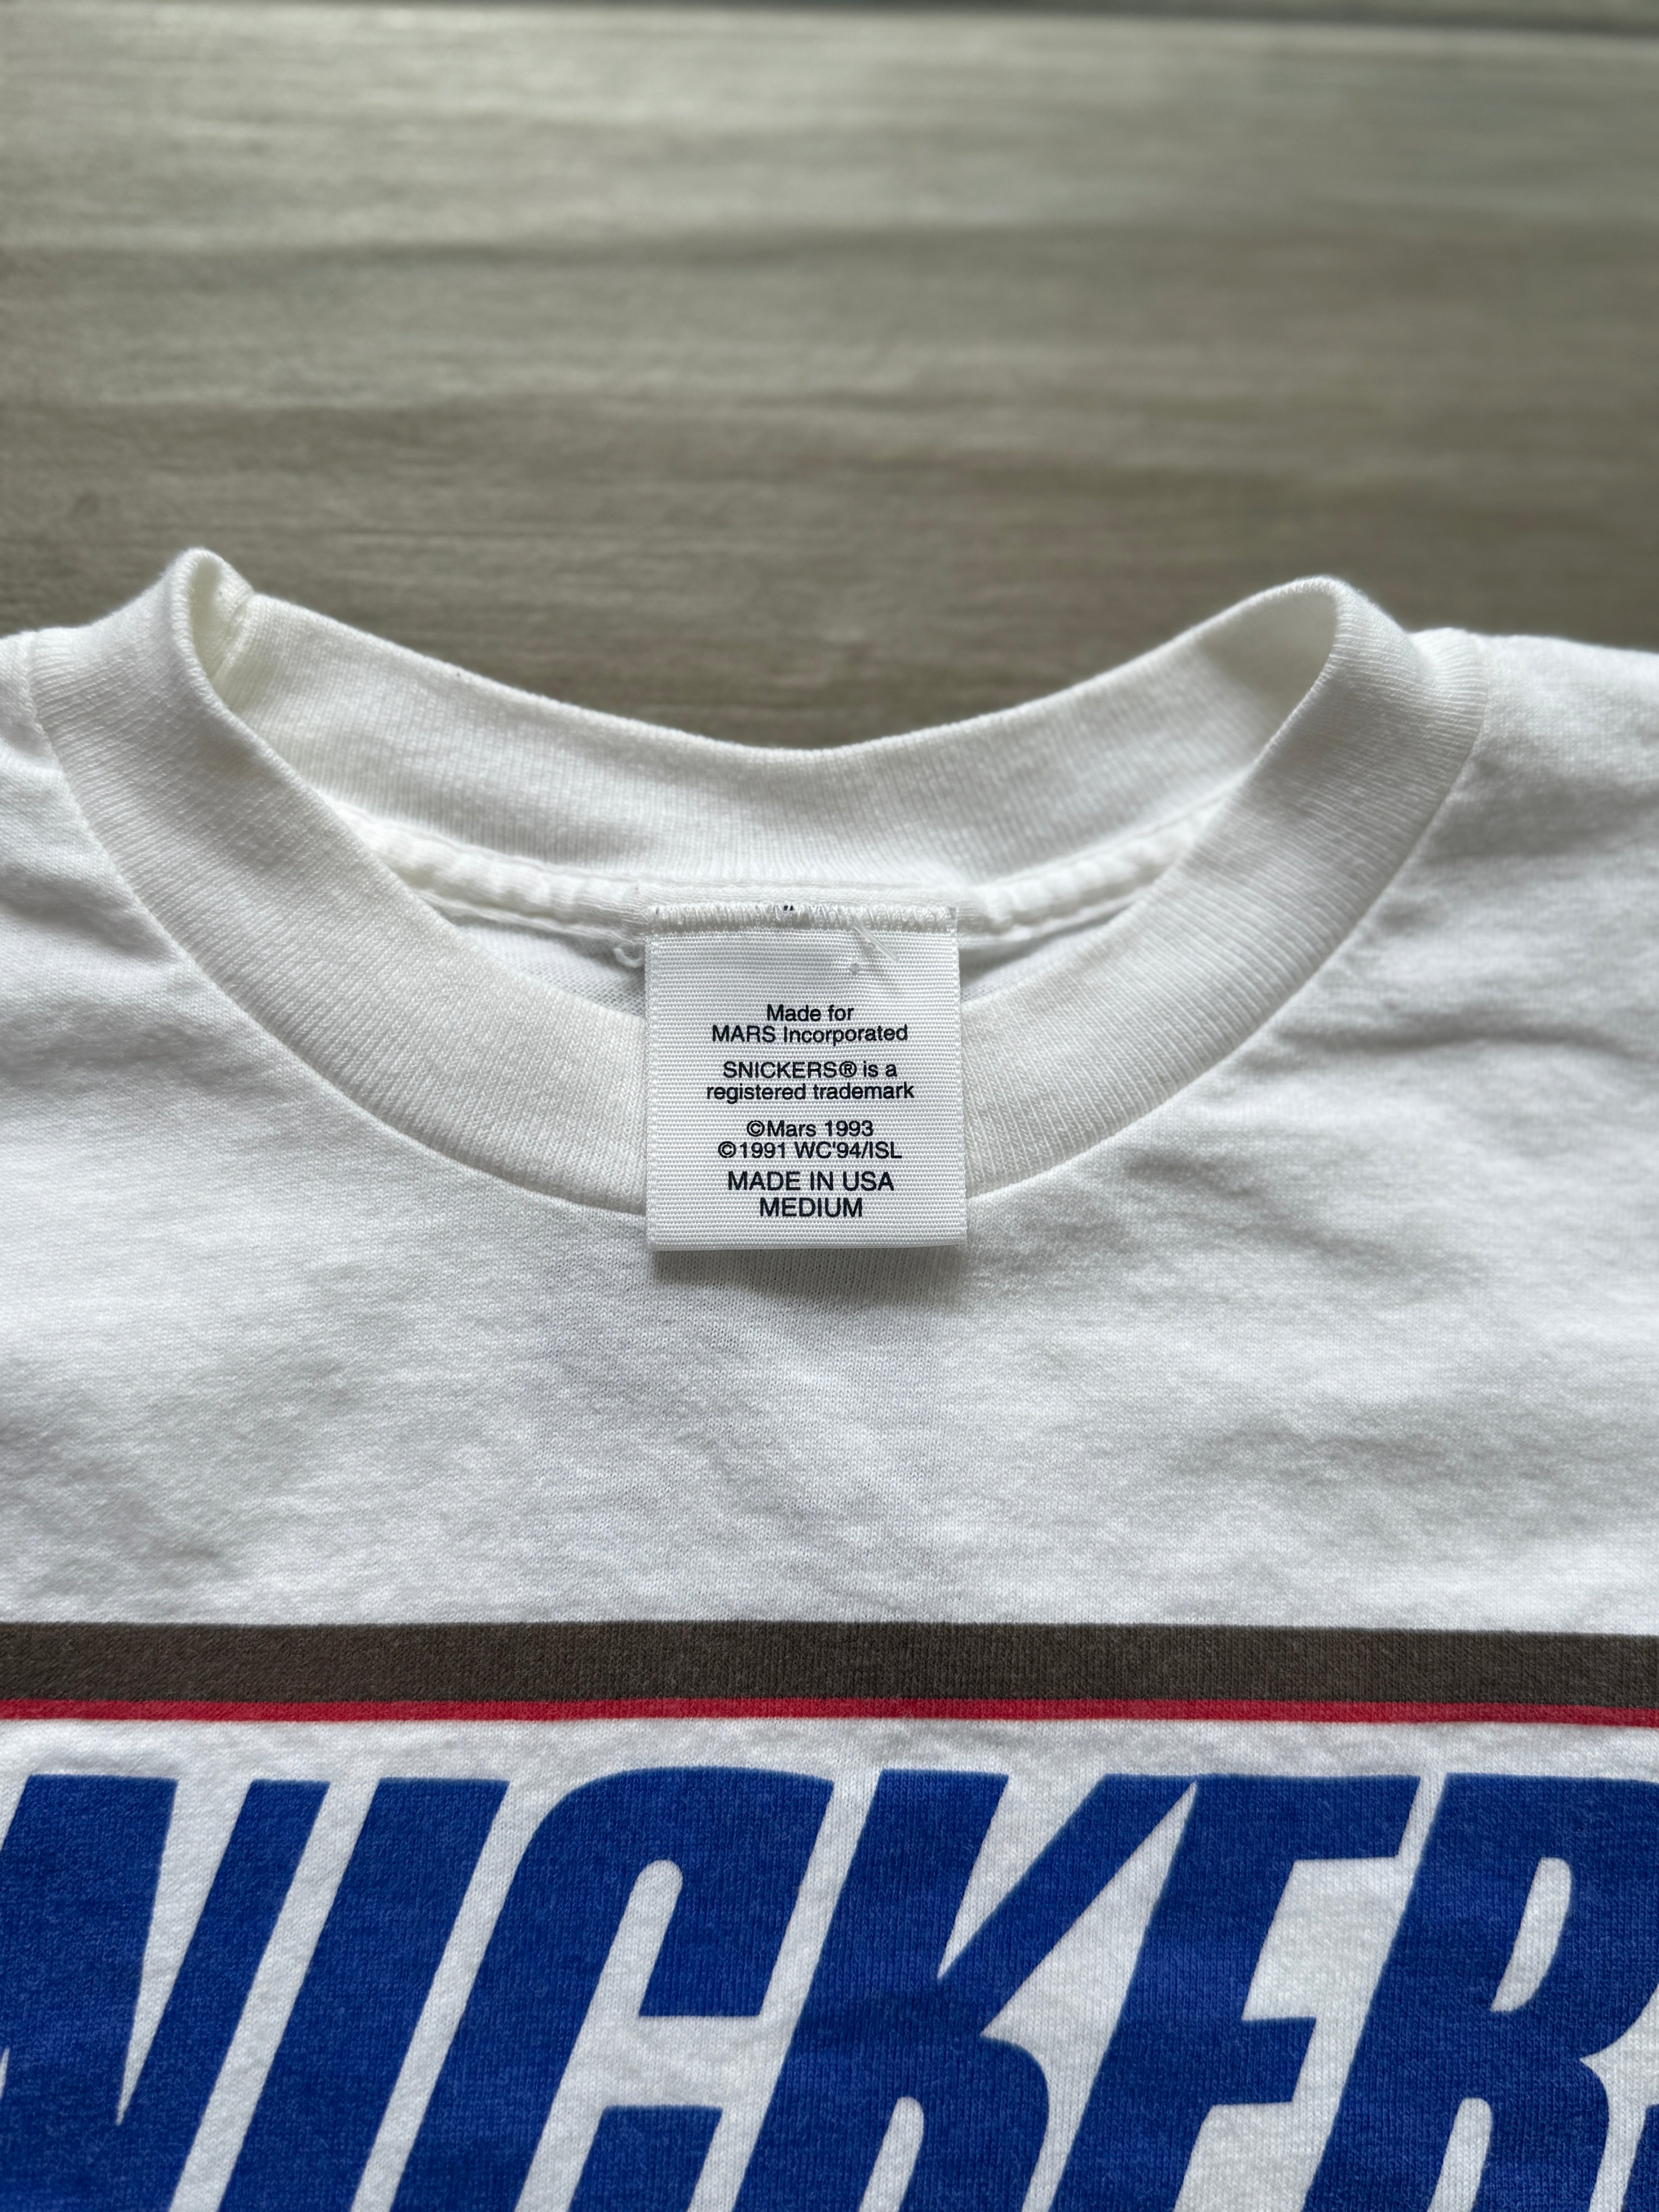 Made for
MARS Incorporated
SNICKERS® is a
registered trademark
©Mars 1993
©1991 WC'94/ISL
MADE IN USA
MEDIUM
NICKER